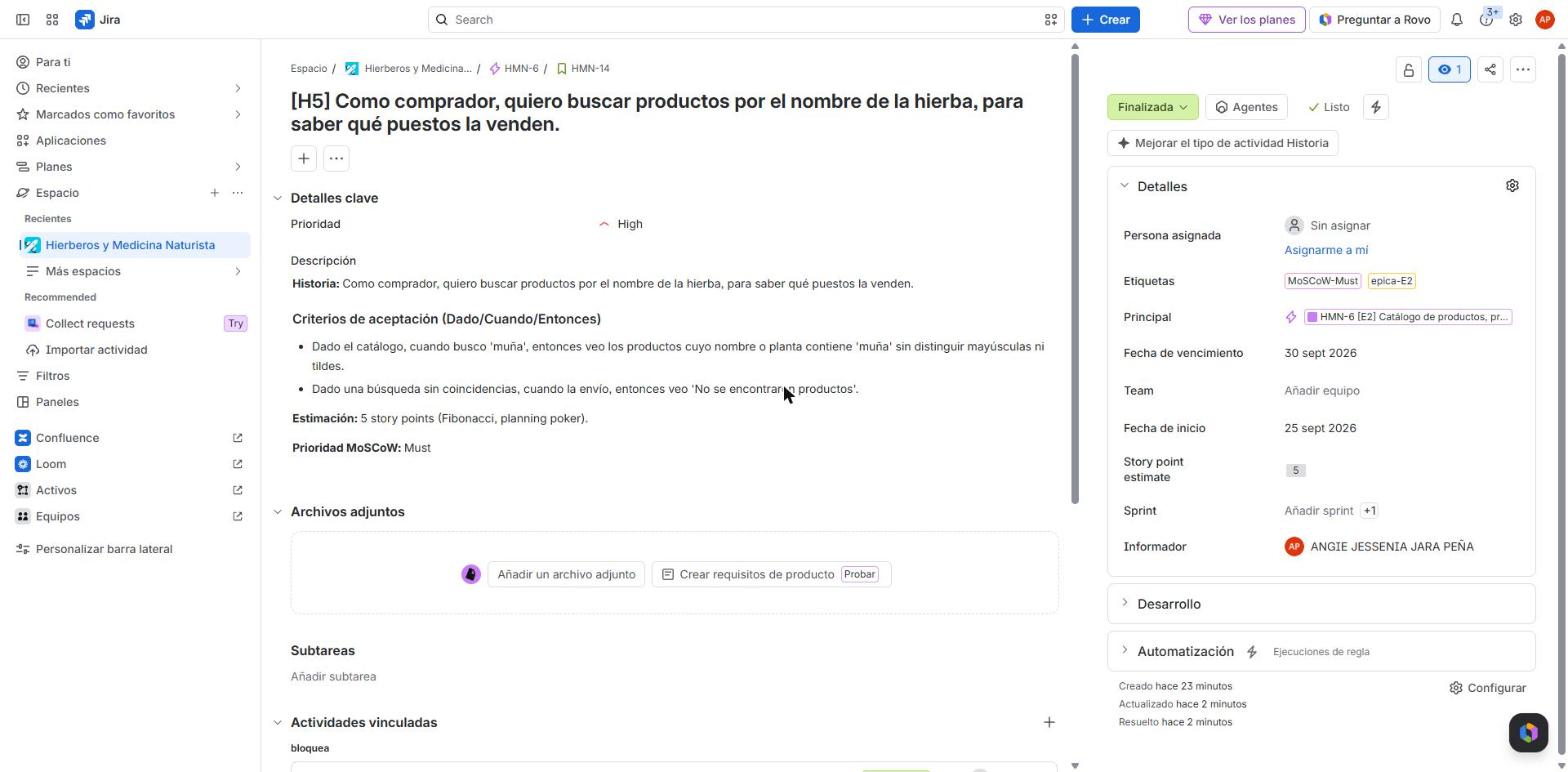 Jira
Search
Crear
Ver los planes
Preguntar a Rovo
3+
AP
Para ti
Recientes
Marcados como favoritos
Aplicaciones
Planes
Espacio
Recientes
Hierberos y Medicina Naturista
Más espacios
Recommended
Collect requests
Try
Importar actividad
Filtros
Paneles
Confluence
Loom
Activos
Equipos
Personalizar barra lateral
Espacio / Hierberos y Medicina... / HMN-6 / HMN-14
[H5] Como comprador, quiero buscar productos por el nombre de la hierba, para
saber qué puestos la venden.
Detalles clave
Prioridad
High
Descripción
Historia: Como comprador, quiero buscar productos por el nombre de la hierba, para saber qué puestos la venden.
Criterios de aceptación (Dado/Cuando/Entonces)
• Dado el catálogo, cuando busco 'muña', entonces veo los productos cuyo nombre o planta contiene 'muña' sin distinguir mayúsculas ni
tildes.
• Dado una búsqueda sin coincidencias, cuando la envío, entonces veo 'No se encontraron productos'.
Estimación: 5 story points (Fibonacci, planning poker).
Prioridad MoSCoW: Must
Archivos adjuntos
Añadir un archivo adjunto
Crear requisitos de producto
Probar
Subtareas
Añadir subtarea
Actividades vinculadas
bloquea
1
Finalizada
Agentes
Listo
Mejorar el tipo de actividad Historia
Detalles
Persona asignada
Sin asignar
Asignarme a mí
Etiquetas
MoSCoW-Must
epica-E2
Principal
HMN-6 [E2] Catálogo de productos, pr...
Fecha de vencimiento
30 sept 2026
Team
Añadir equipo
Fecha de inicio
25 sept 2026
Story point
estimate
5
Sprint
Añadir sprint
+1
Informador
AP
ANGIE JESSENIA JARA PEÑA
Desarrollo
Automatización
Ejecuciones de regla
Creado hace 23 minutos
Configurar
Actualizado hace 2 minutos
Resuelto hace 2 minutos